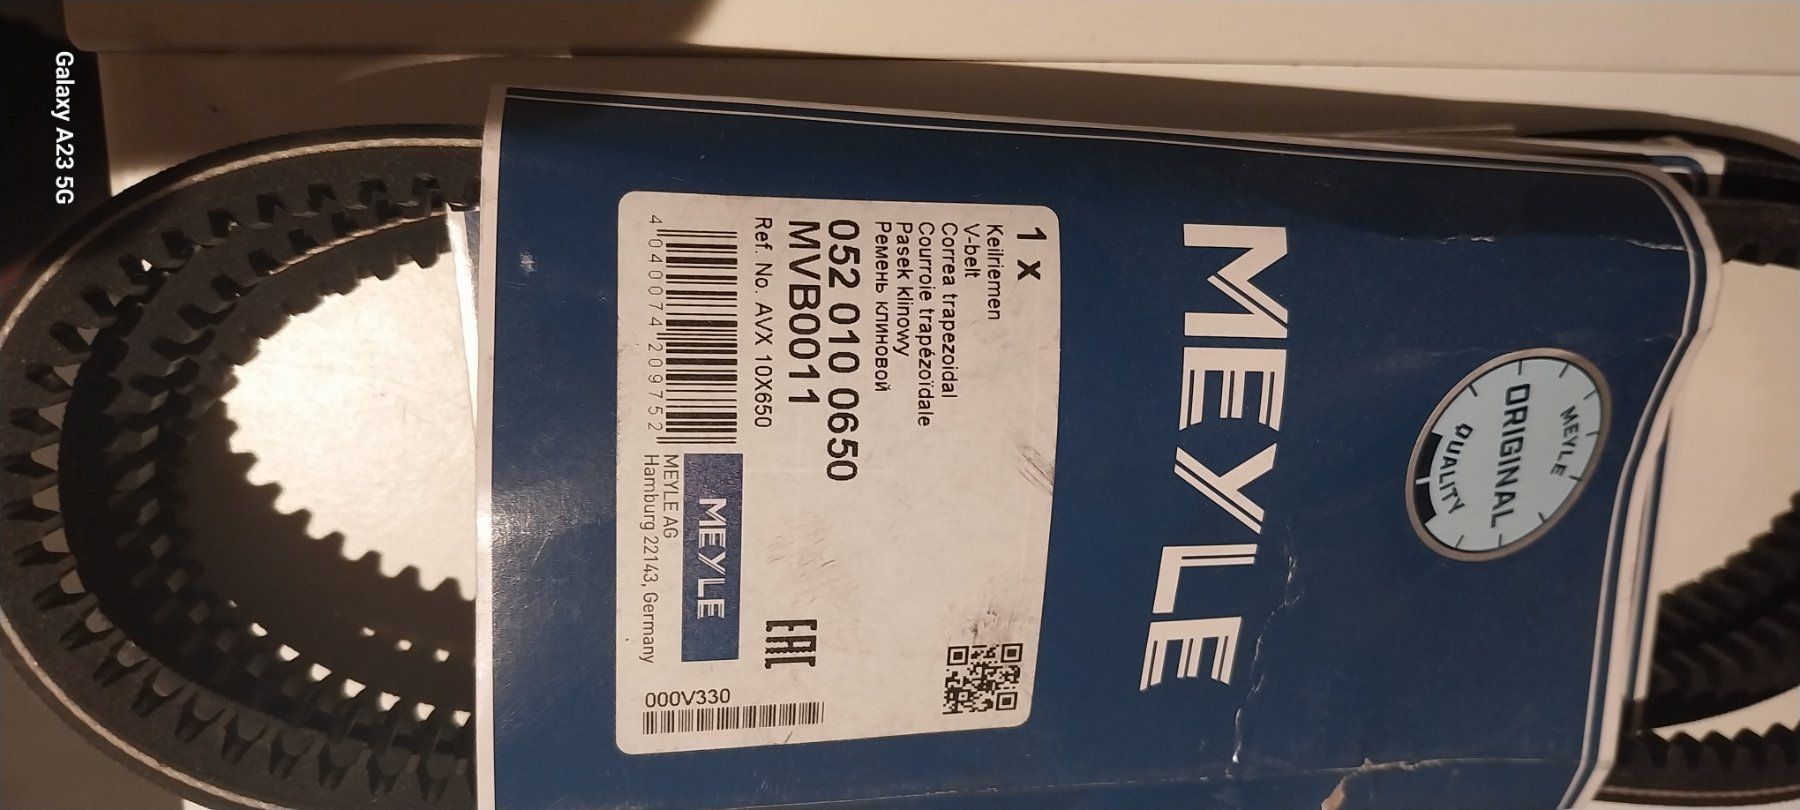 1 x
Keilriemen
V-belt
Correa trapezoidal
Courroie trapézoïdale
Pasek klinowy
Ремень клиновой
052 010 0650
MVB0011
Ref. No. AVX 10X650
4 040074 209752
MEYLE
MEYLE AG
Hamburg 22143, Germany
EAC
000V330
MEYLE
MEYLE
ORIGINAL
QUALITY
Galaxy A23 5G